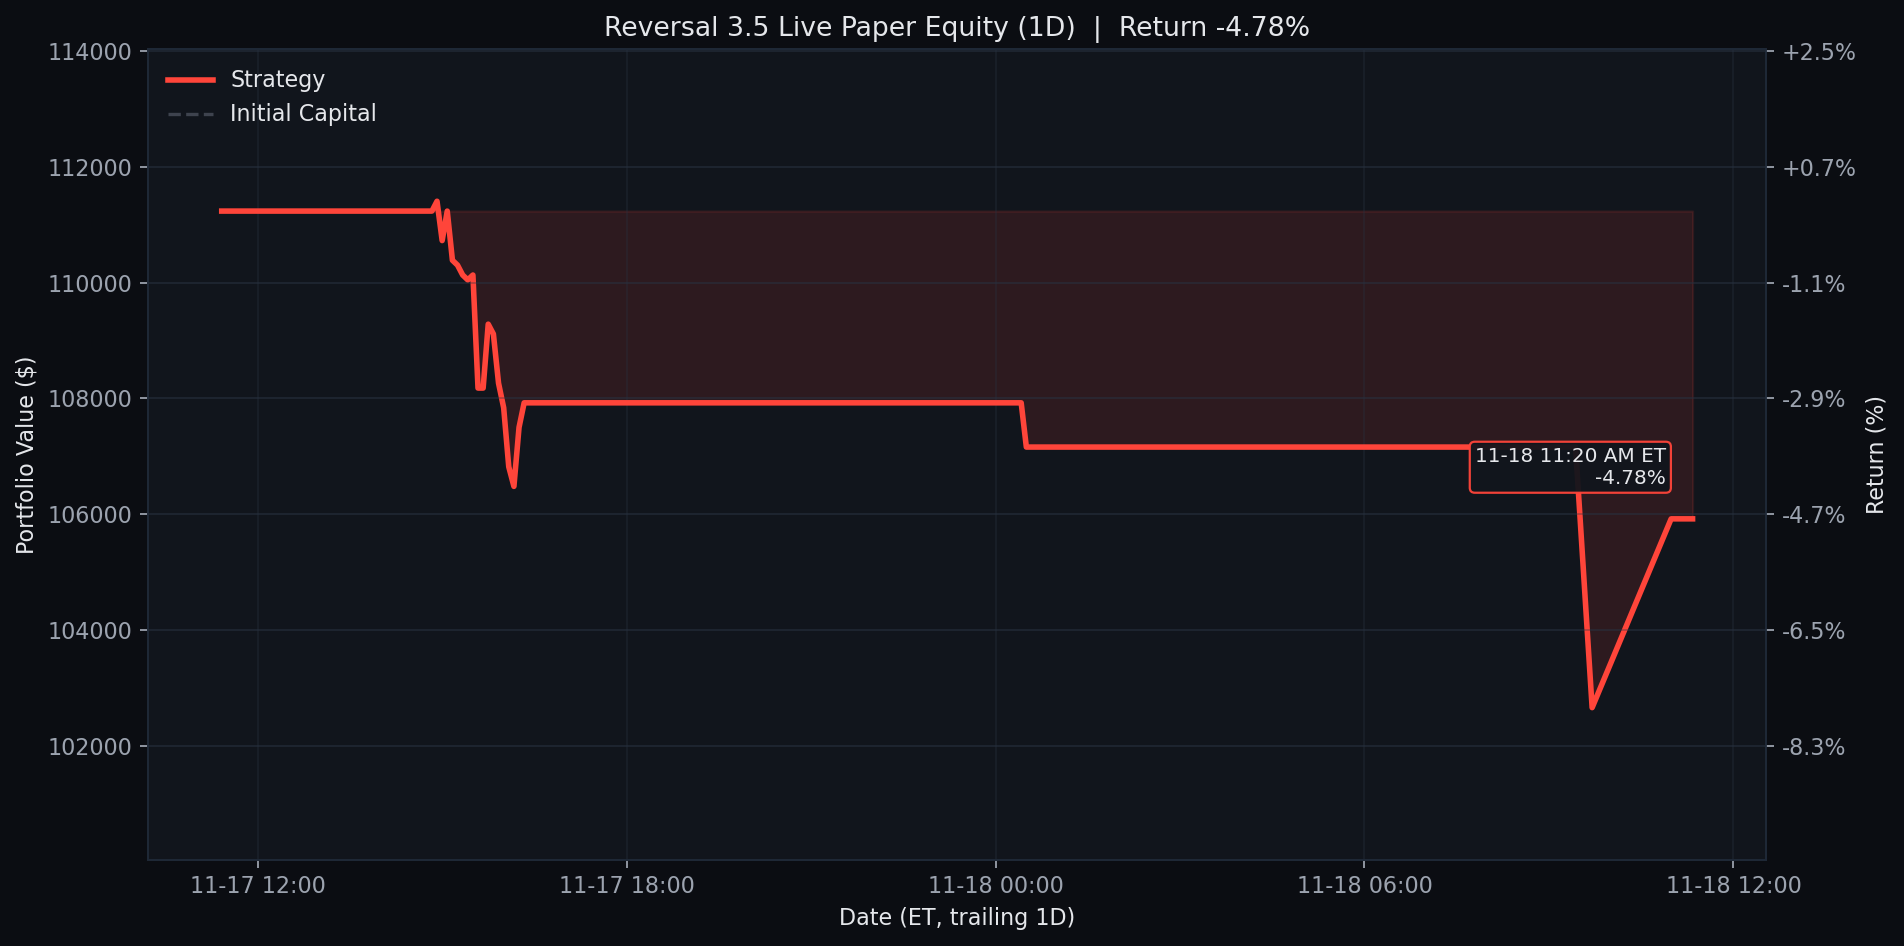 Reversal 3.5 Live Paper Equity (1D)  |  Return -4.78%
Strategy
Initial Capital
114000
112000
110000
108000
106000
104000
102000
Portfolio Value ($)
+2.5%
+0.7%
-1.1%
-2.9%
-4.7%
-6.5%
-8.3%
Return (%)
11-18 11:20 AM ET
-4.78%
11-17 12:00
11-17 18:00
11-18 00:00
11-18 06:00
11-18 12:00
Date (ET, trailing 1D)